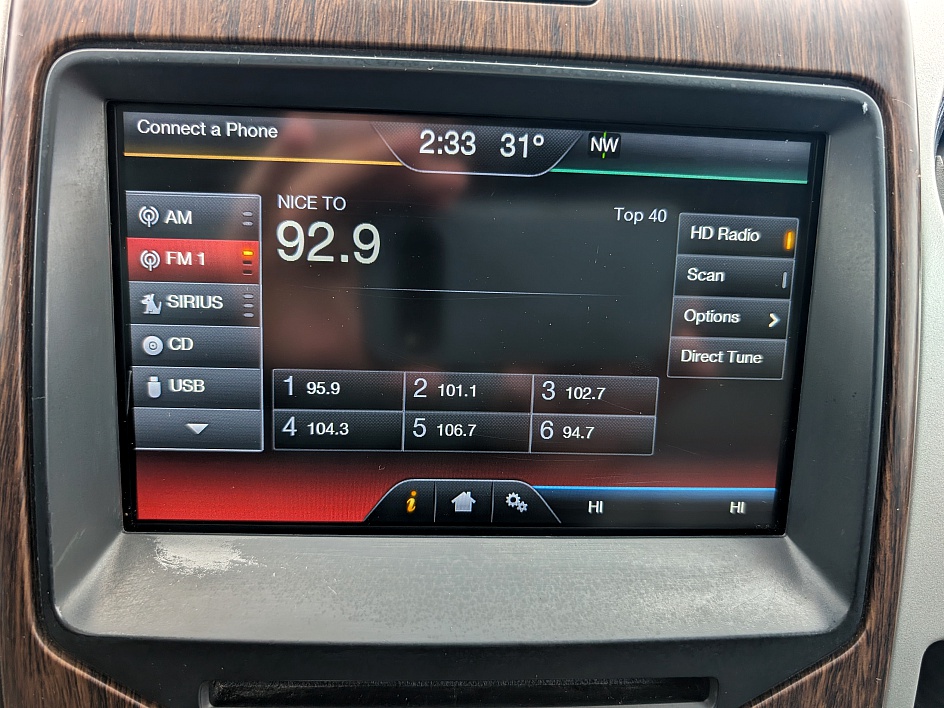 Connect a Phone
2:33 31° NW
AM
FM 1
SIRIUS
CD
USB
NICE TO
92.9
Top 40
HD Radio
Scan
Options
Direct Tune
1 95.9 2 101.1 3 102.7
4 104.3 5 106.7 6 94.7
i HI HI